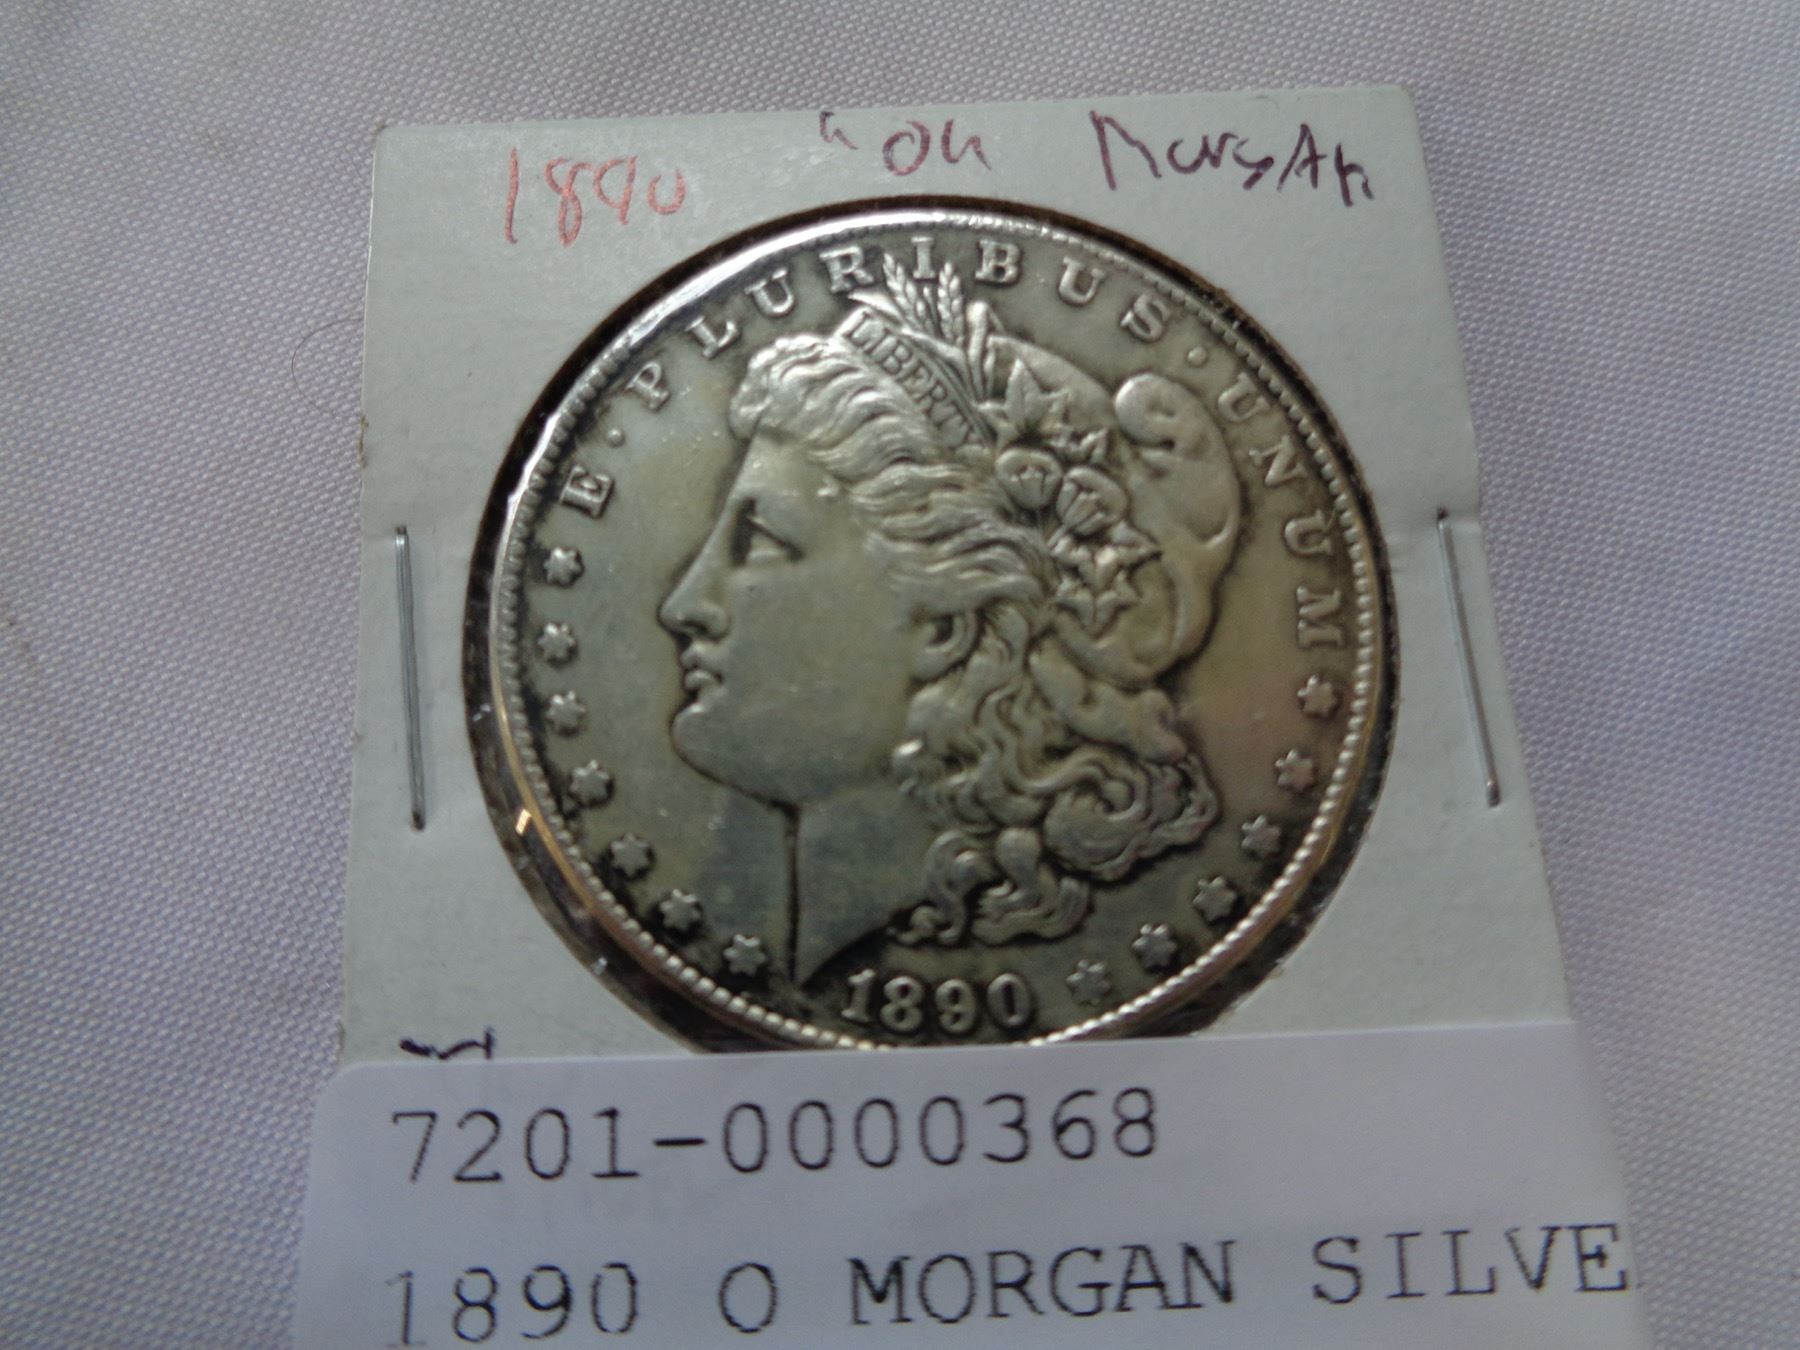 1890 "O" Morgan
E·PLURIBUS·UNUM
LIBERTY
1890
7201-0000368
1890 O MORGAN SILVE